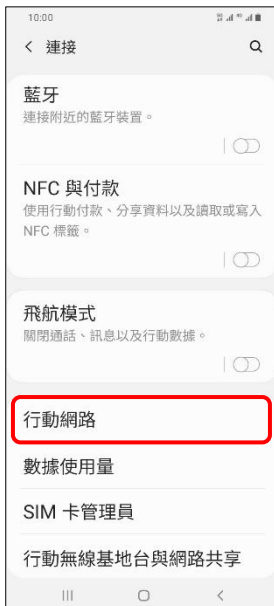 10:00
連接
藍牙
連接附近的藍牙裝置。
NFC 與付款
使用行動付款、分享資料以及讀取或寫入
NFC 標籤。
飛航模式
關閉通話、訊息以及行動數據。
行動網路
數據使用量
SIM 卡管理員
行動無線基地台與網路共享